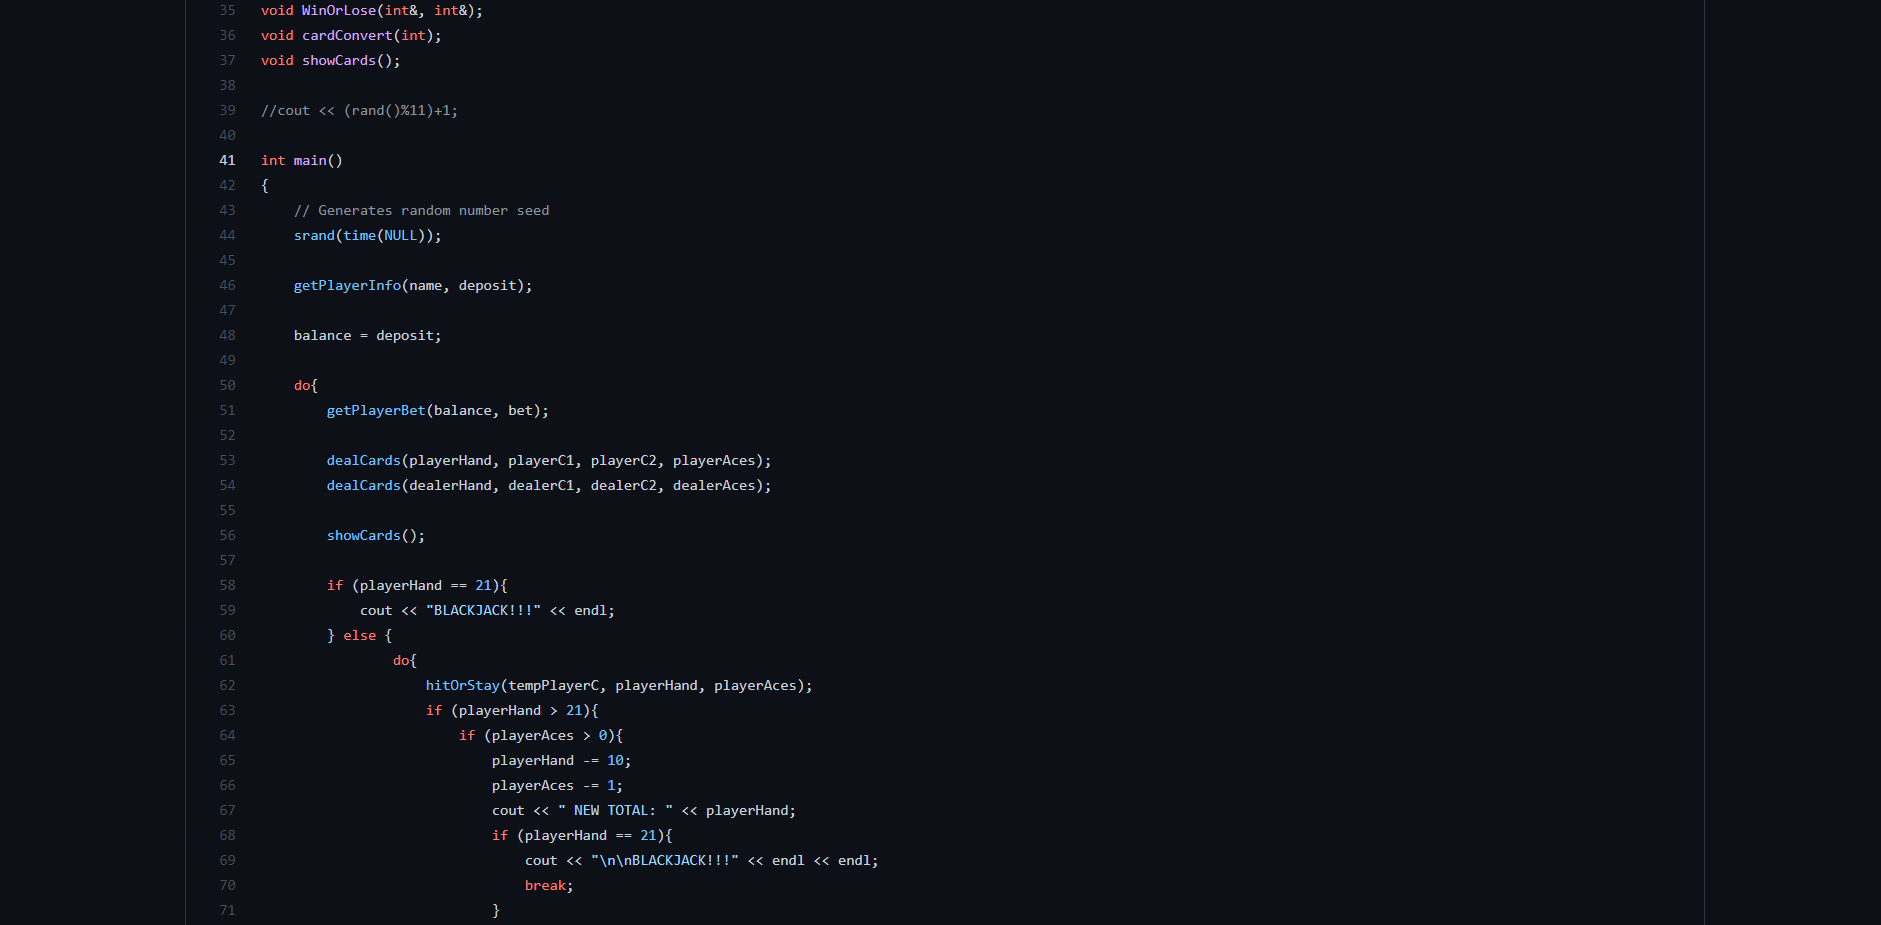 35 void WinOrLose(int&, int&);
36 void cardConvert(int);
37 void showCards();
38
39 //cout << (rand()%11)+1;
40
41 int main()
42 {
43     // Generates random number seed
44     srand(time(NULL));
45
46     getPlayerInfo(name, deposit);
47
48     balance = deposit;
49
50     do{
51         getPlayerBet(balance, bet);
52
53         dealCards(playerHand, playerC1, playerC2, playerAces);
54         dealCards(dealerHand, dealerC1, dealerC2, dealerAces);
55
56         showCards();
57
58         if (playerHand == 21){
59             cout << "BLACKJACK!!!" << endl;
60         } else {
61                 do{
62                     hitOrStay(tempPlayerC, playerHand, playerAces);
63                     if (playerHand > 21){
64                         if (playerAces > 0){
65                             playerHand -= 10;
66                             playerAces -= 1;
67                             cout << " NEW TOTAL: " << playerHand;
68                             if (playerHand == 21){
69                                 cout << "\n\nBLACKJACK!!!" << endl << endl;
70                                 break;
71                             }